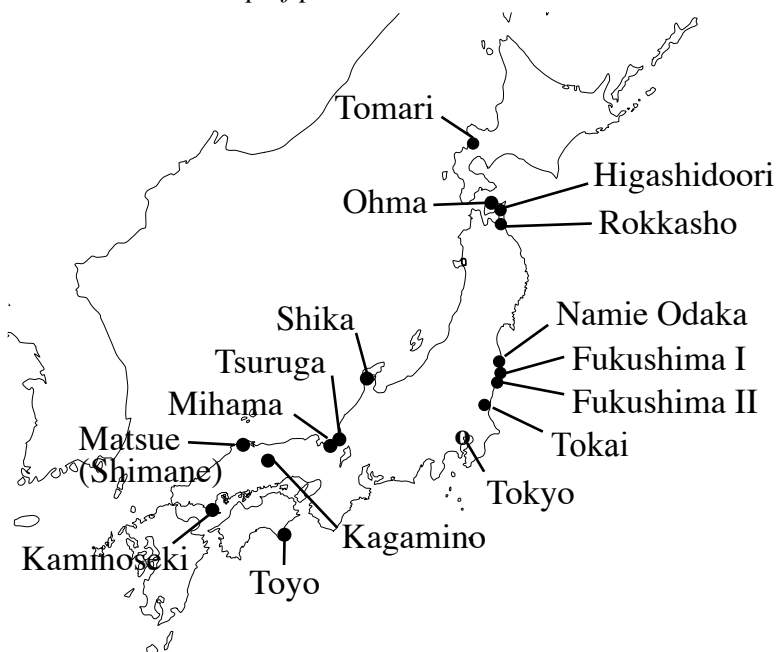 Tomari
Higashidoori
Ohma
Rokkasho
Shika
Namie Odaka
Tsuruga
Fukushima I
Fukushima II
Mihama
Matsue
(Shimane)
Tokai
Tokyo
Kagamino
Kaminoseki
Toyo